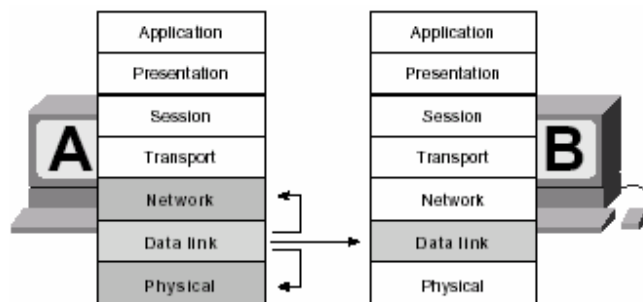 Application
Presentation
Session
Transport
Network
Data link
Physical
A
Application
Presentation
Session
Transport
Network
Data link
Physical
B